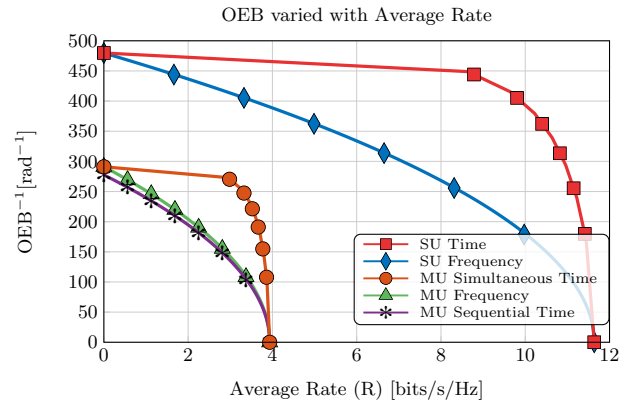 OEB varied with Average Rate
500
450
400
350
300
250
200
150
100
50
0
OEB⁻¹ [rad⁻¹]
SU Time
SU Frequency
MU Simultaneous Time
MU Frequency
MU Sequential Time
0 2 4 6 8 10 12
Average Rate (R) [bits/s/Hz]